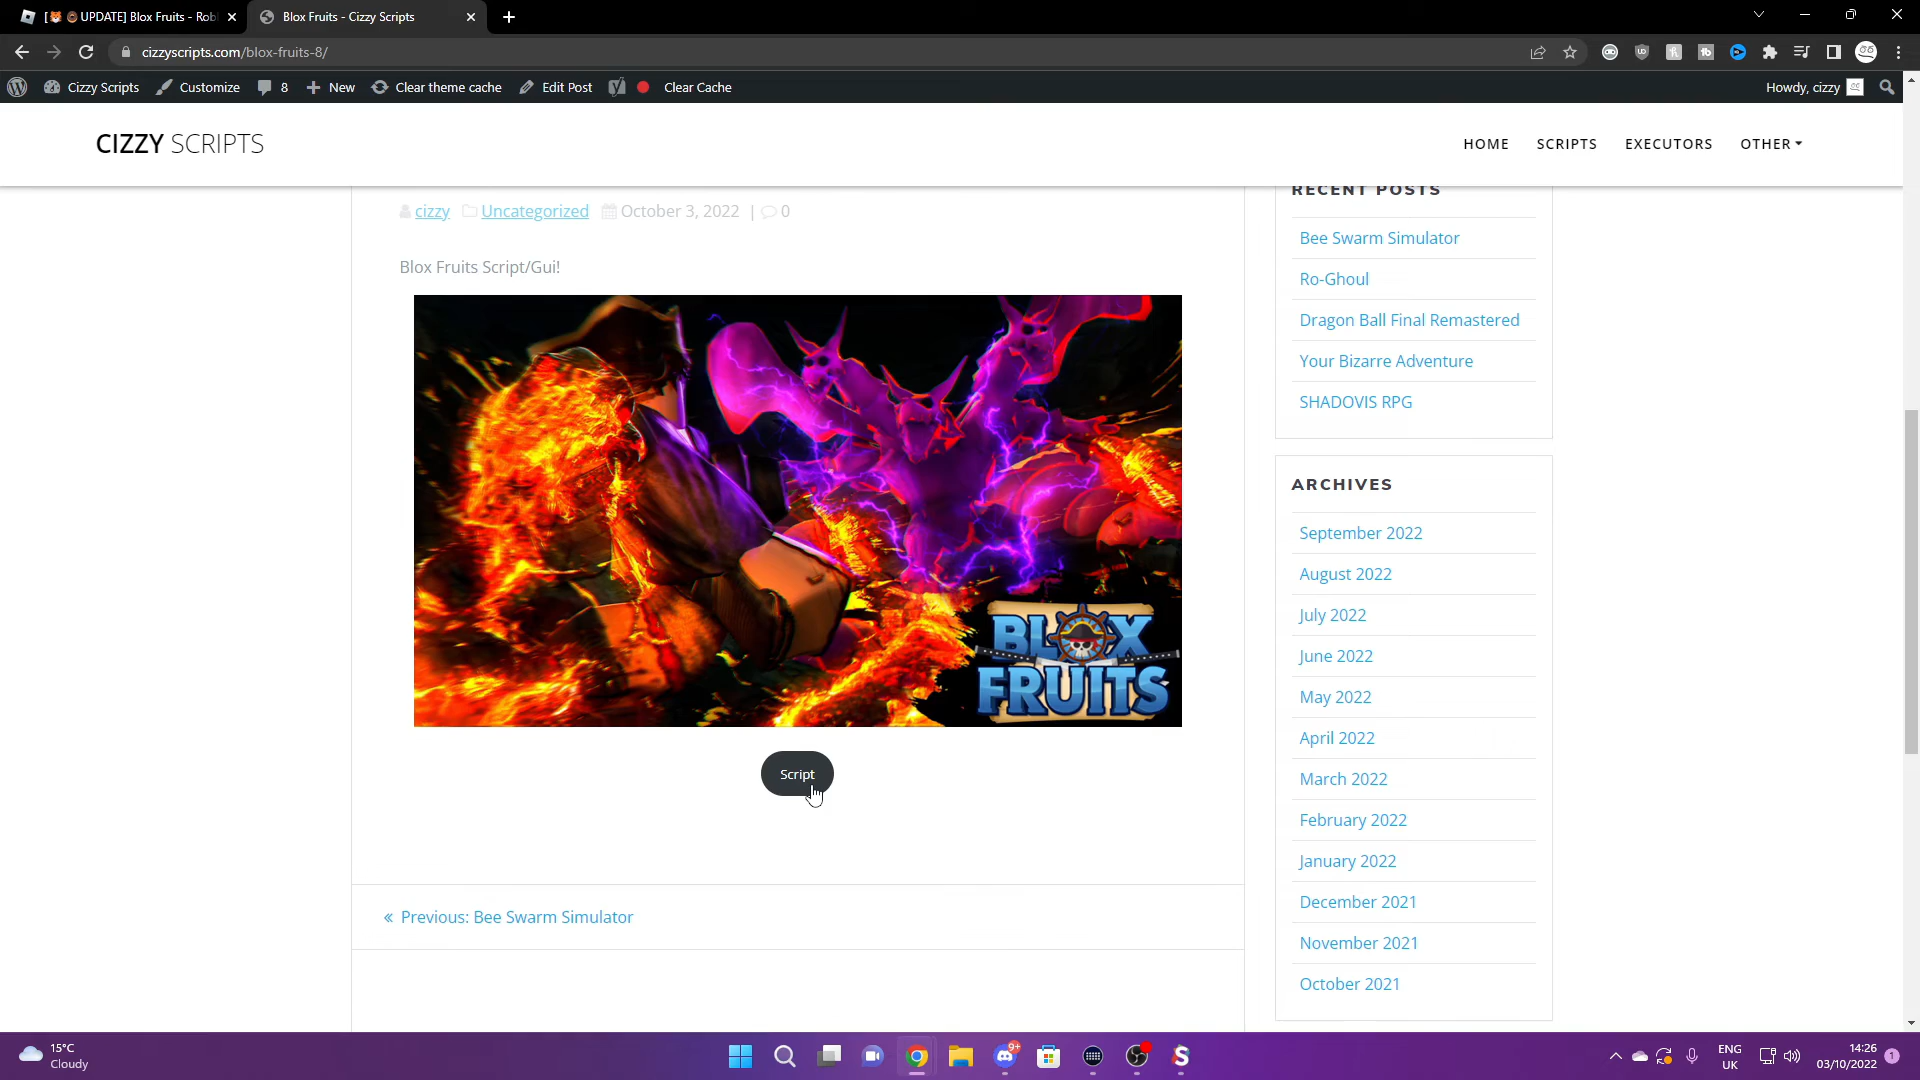 [🦊 🍩 UPDATE] Blox Fruits - Rob
Blox Fruits - Cizzy Scripts
cizzyscripts.com/blox-fruits-8/
Cizzy Scripts
Customize
8
New
Clear theme cache
Edit Post
Clear Cache
Howdy, cizzy
CIZZY SCRIPTS
HOME
SCRIPTS
EXECUTORS
OTHER
cizzy
Uncategorized
October 3, 2022
|
0
Blox Fruits Script/Gui!
BLOX
FRUITS
Script
« Previous: Bee Swarm Simulator
RECENT POSTS
Bee Swarm Simulator
Ro-Ghoul
Dragon Ball Final Remastered
Your Bizarre Adventure
SHADOVIS RPG
ARCHIVES
September 2022
August 2022
July 2022
June 2022
May 2022
April 2022
March 2022
February 2022
January 2022
December 2021
November 2021
October 2021
15°C
Cloudy
9+
ENG
UK
14:26
03/10/2022
1